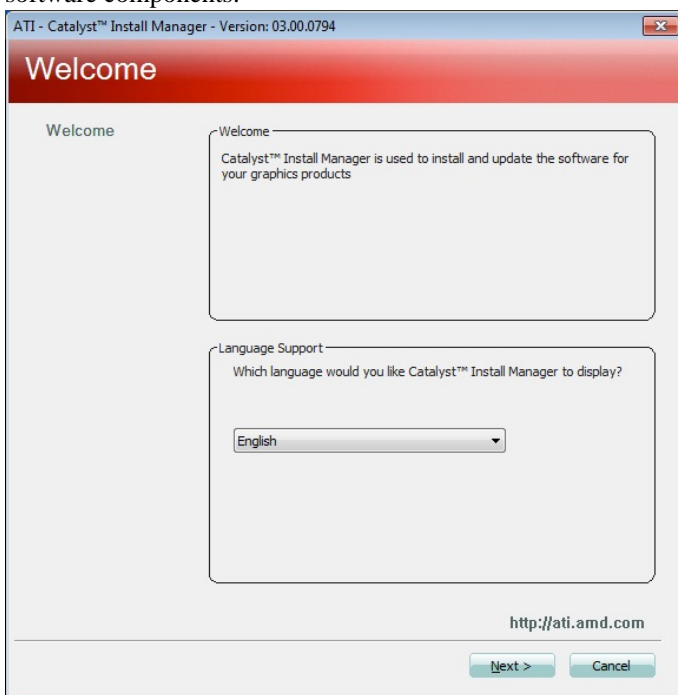 software components.
ATI - Catalyst™ Install Manager - Version: 03.00.0794
Welcome
Welcome
Welcome
Catalyst™ Install Manager is used to install and update the software for
your graphics products
Language Support
Which language would you like Catalyst™ Install Manager to display?
English
http://ati.amd.com
Next >
Cancel